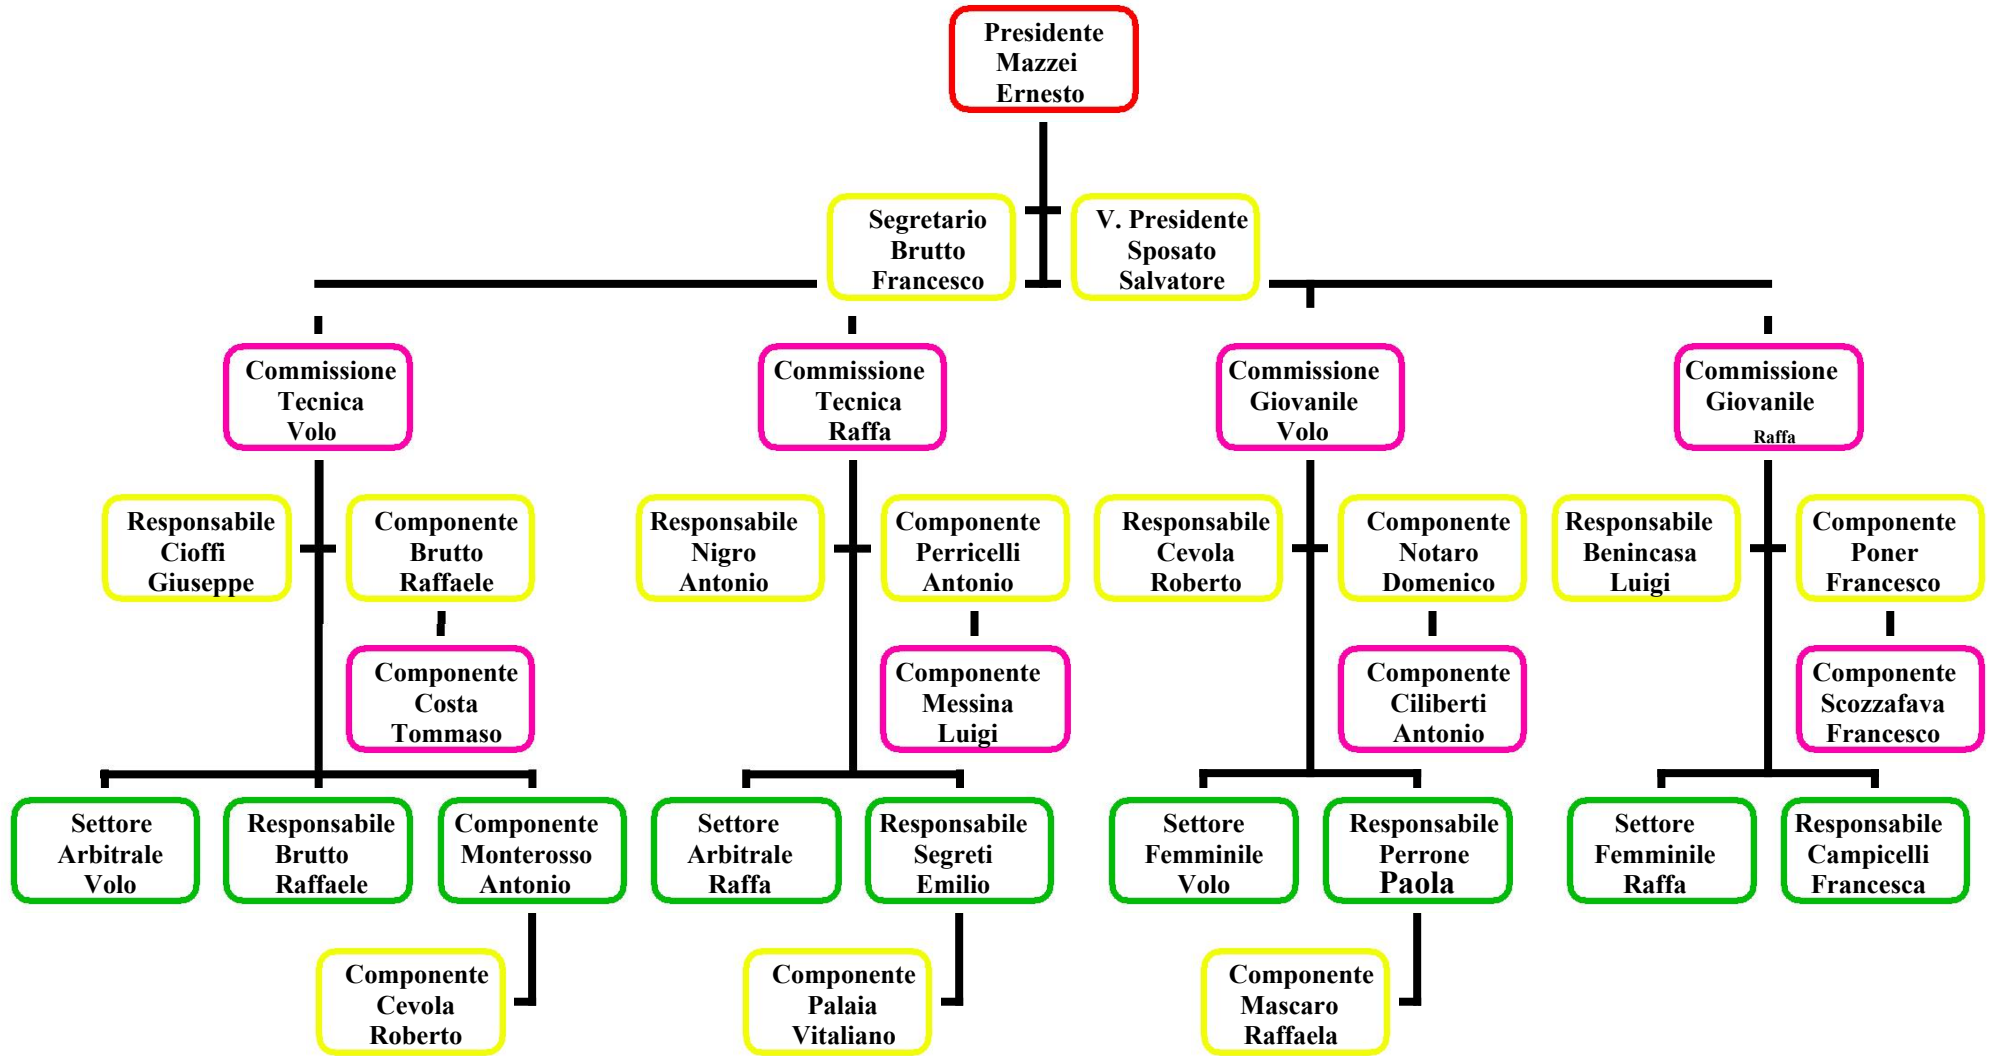 Presidente
Mazzei
Ernesto
Segretario
Brutto
Francesco
V. Presidente
Sposato
Salvatore
Commissione
Tecnica
Volo
Commissione
Tecnica
Raffa
Commissione
Giovanile
Volo
Commissione
Giovanile
Raffa
Responsabile
Cioffi
Giuseppe
Componente
Brutto
Raffaele
Responsabile
Nigro
Antonio
Componente
Perricelli
Antonio
Responsabile
Cevola
Roberto
Componente
Notaro
Domenico
Responsabile
Benincasa
Luigi
Componente
Poner
Francesco
Componente
Costa
Tommaso
Componente
Messina
Luigi
Componente
Ciliberti
Antonio
Componente
Scozzafava
Francesco
Settore
Arbitrale
Volo
Responsabile
Brutto
Raffaele
Componente
Monterosso
Antonio
Settore
Arbitrale
Raffa
Responsabile
Segreti
Emilio
Settore
Femminile
Volo
Responsabile
Perrone
Paola
Settore
Femminile
Raffa
Responsabile
Campicelli
Francesca
Componente
Cevola
Roberto
Componente
Palaia
Vitaliano
Componente
Mascaro
Raffaela